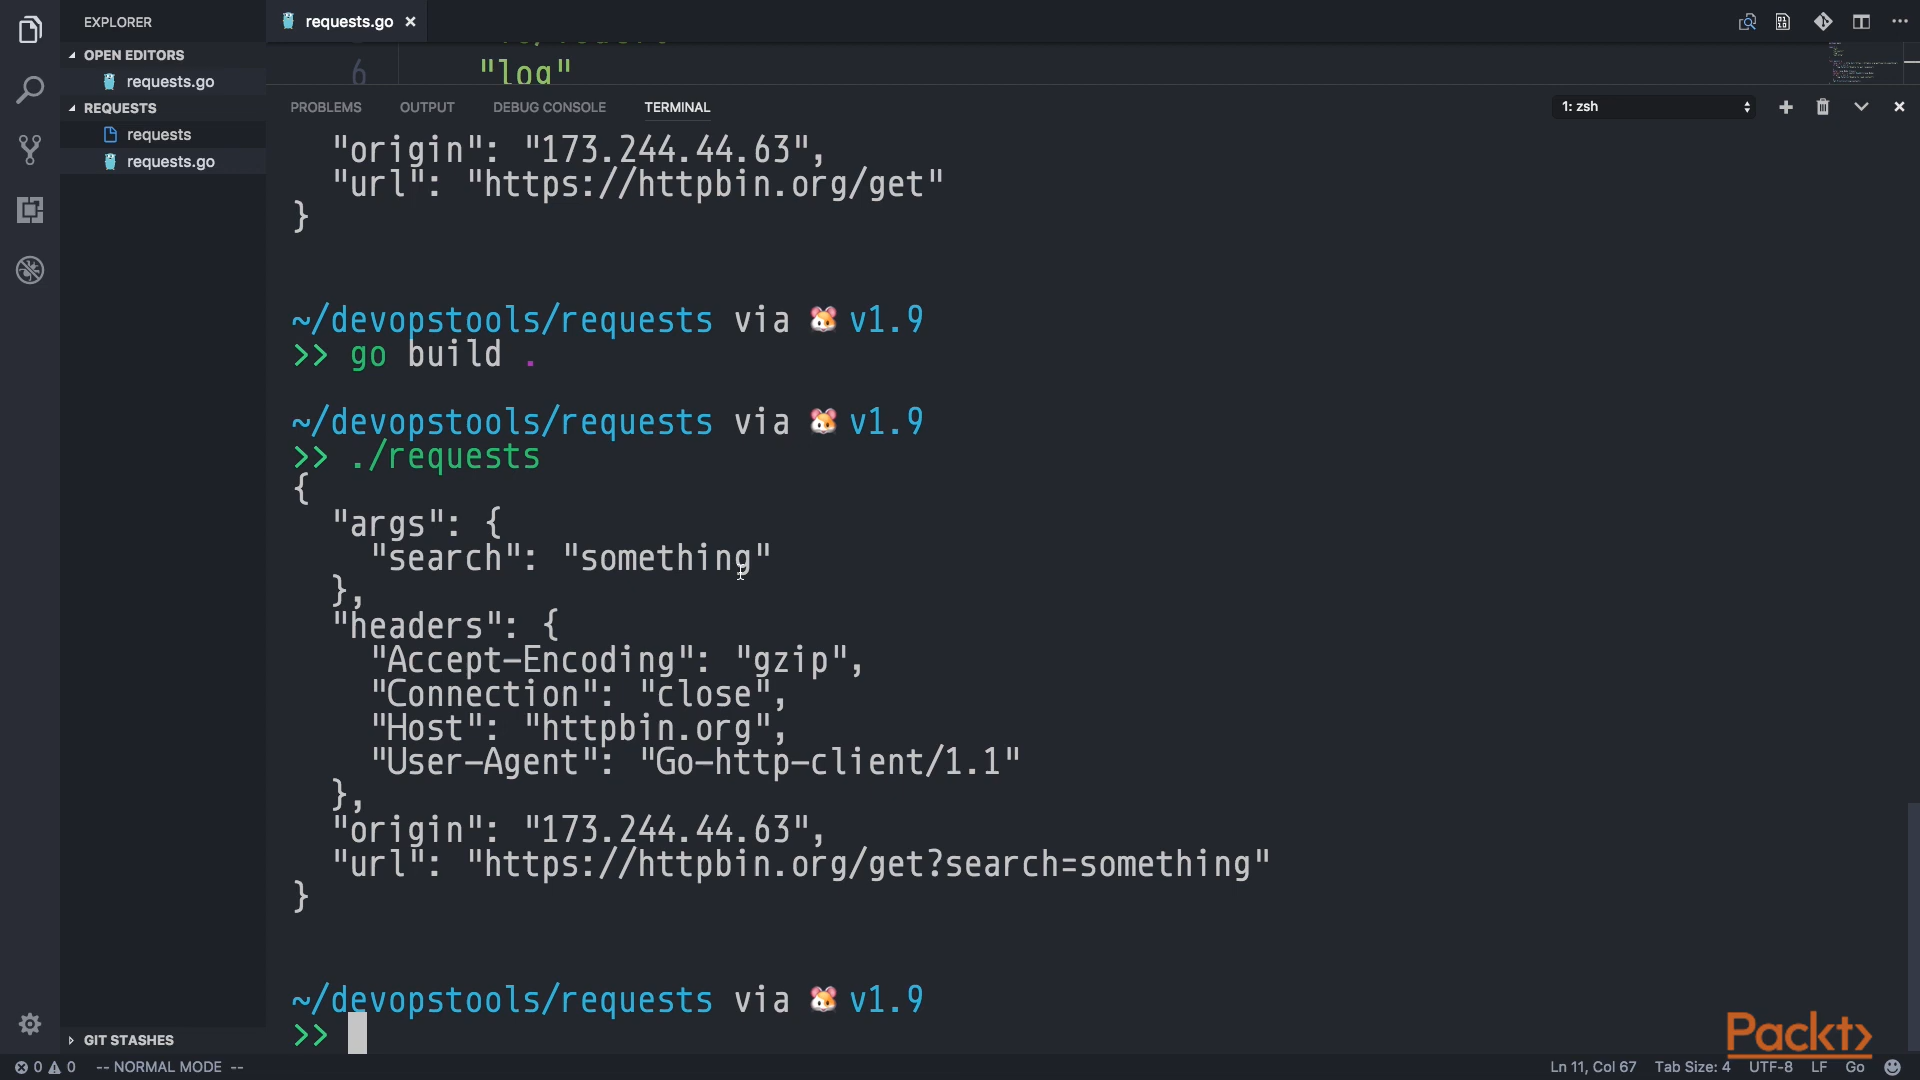 EXPLORER
requests.go
OPEN EDITORS
requests.go
REQUESTS
requests
requests.go
6 "log"
PROBLEMS OUTPUT DEBUG CONSOLE TERMINAL 1: zsh
"origin": "173.244.44.63",
"url": "https://httpbin.org/get"
}
~/devopstools/requests via 🐹 v1.9
>> go build .
~/devopstools/requests via 🐹 v1.9
>> ./requests
{
"args": {
"search": "something"
},
"headers": {
"Accept-Encoding": "gzip",
"Connection": "close",
"Host": "httpbin.org",
"User-Agent": "Go-http-client/1.1"
},
"origin": "173.244.44.63",
"url": "https://httpbin.org/get?search=something"
}
~/devopstools/requests via 🐹 v1.9
>>
GIT STASHES
Packt>
0 0 -- NORMAL MODE -- Ln 11, Col 67 Tab Size: 4 UTF-8 LF Go